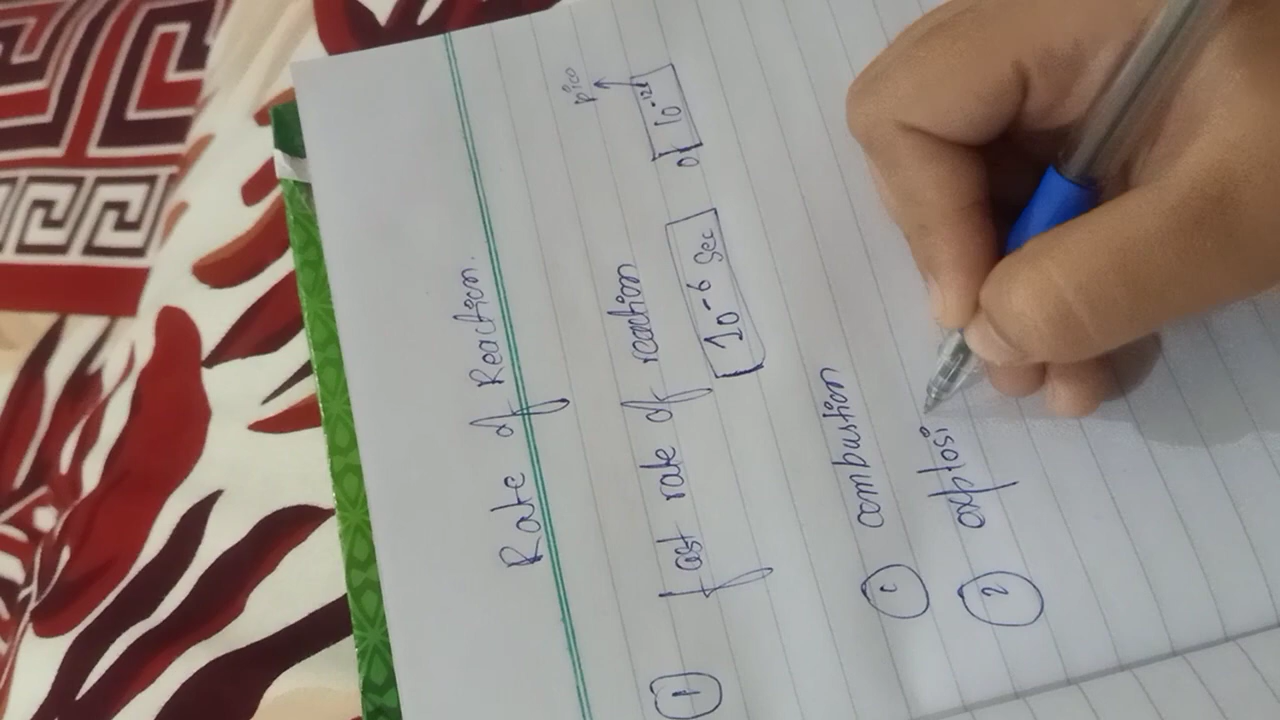 Rate of Reaction.
pico
① fast rate of reaction
10⁻⁶ sec or 10⁻¹²
① combustion
② explosi